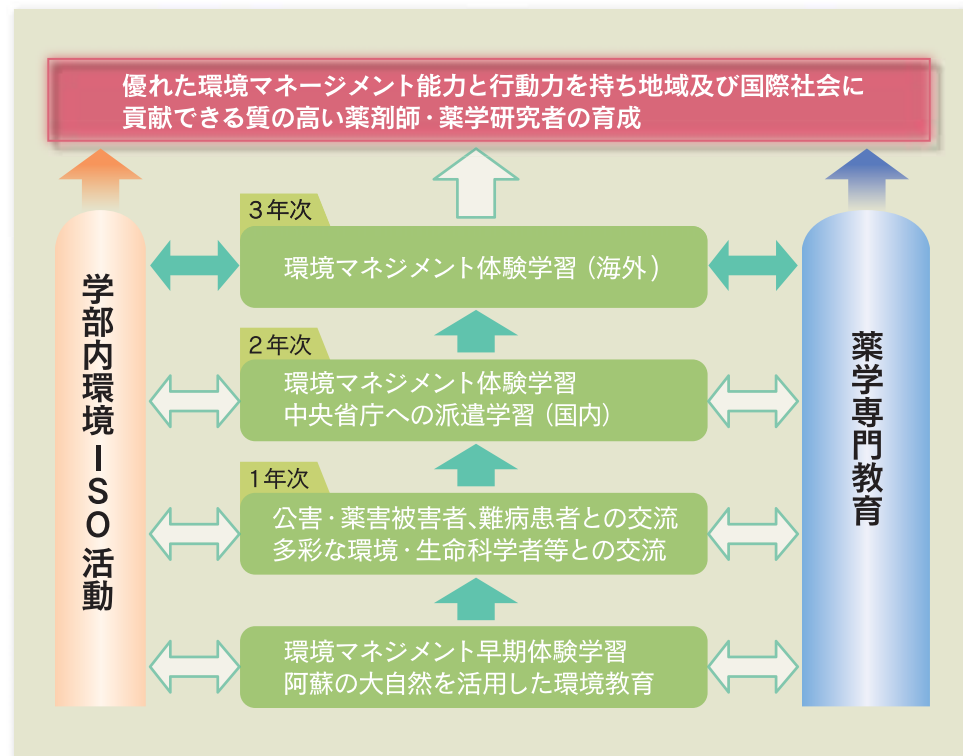 優れた環境マネージメント能力と行動力を持ち地域及び国際社会に
貢献できる質の高い薬剤師・薬学研究者の育成
学部内環境ISO活動
3年次
環境マネジメント体験学習(海外)
2年次
環境マネジメント体験学習
中央省庁への派遣学習(国内)
1年次
公害・薬害被害者、難病患者との交流
多彩な環境・生命科学者等との交流
環境マネジメント早期体験学習
阿蘇の大自然を活用した環境教育
薬学専門教育